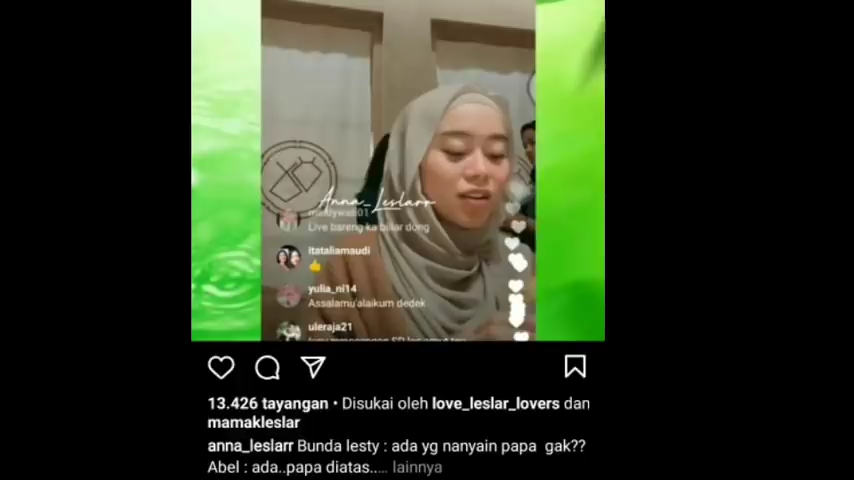 Anna_Leslarr
Live bareng ka billar dong
itataliamaudi
👍
yulia_ni14
Assalamu'alaikum dedek
uleraja21
13.426 tayangan • Disukai oleh love_leslar_lovers dan
mamakleslar
anna_leslarr Bunda lesty : ada yg nanyain papa gak??
Abel : ada..papa diatas..... lainnya